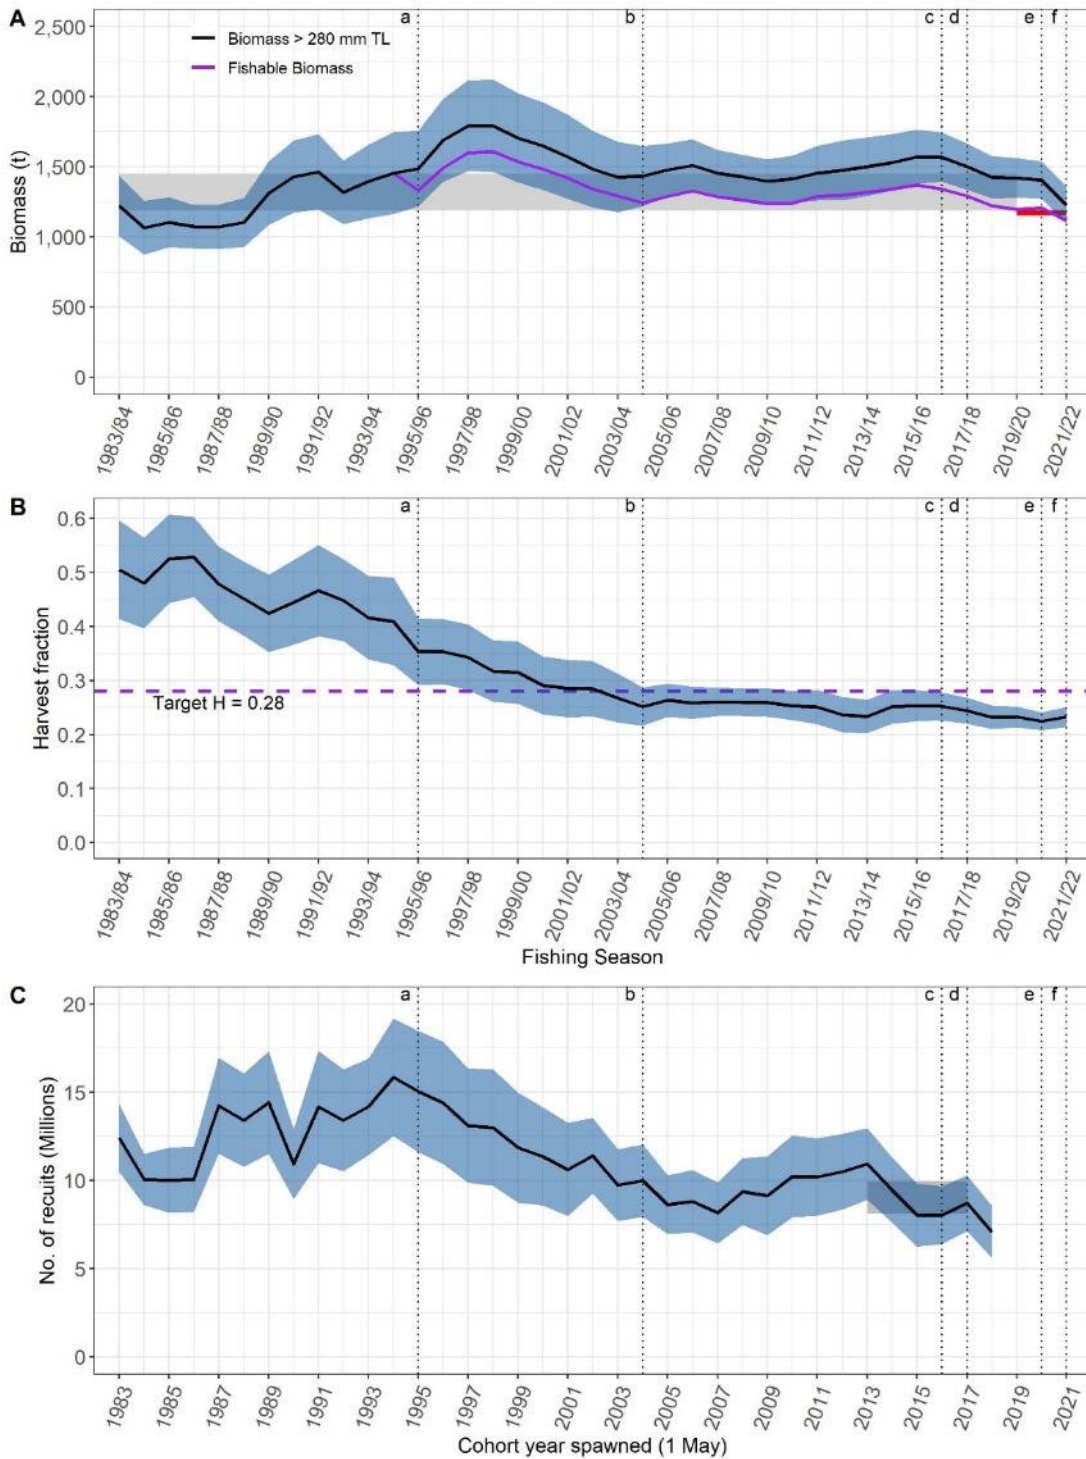 A
a
b
c
d
e
f
Biomass > 280 mm TL
Fishable Biomass
Biomass (t)
2,500
2,000
1,500
1,000
500
0
1983/84
1985/86
1987/88
1989/90
1991/92
1993/94
1995/96
1997/98
1999/00
2001/02
2003/04
2005/06
2007/08
2009/10
2011/12
2013/14
2015/16
2017/18
2019/20
2021/22
B
a
b
c
d
e
f
Harvest fraction
0.6
0.5
0.4
0.3
0.2
0.1
0.0
Target H = 0.28
1983/84
1985/86
1987/88
1989/90
1991/92
1993/94
1995/96
1997/98
1999/00
2001/02
2003/04
2005/06
2007/08
2009/10
2011/12
2013/14
2015/16
2017/18
2019/20
2021/22
Fishing Season
C
a
b
c
d
e
f
No. of recuits (Millions)
20
15
10
5
0
1983
1985
1987
1989
1991
1993
1995
1997
1999
2001
2003
2005
2007
2009
2011
2013
2015
2017
2019
2021
Cohort year spawned (1 May)